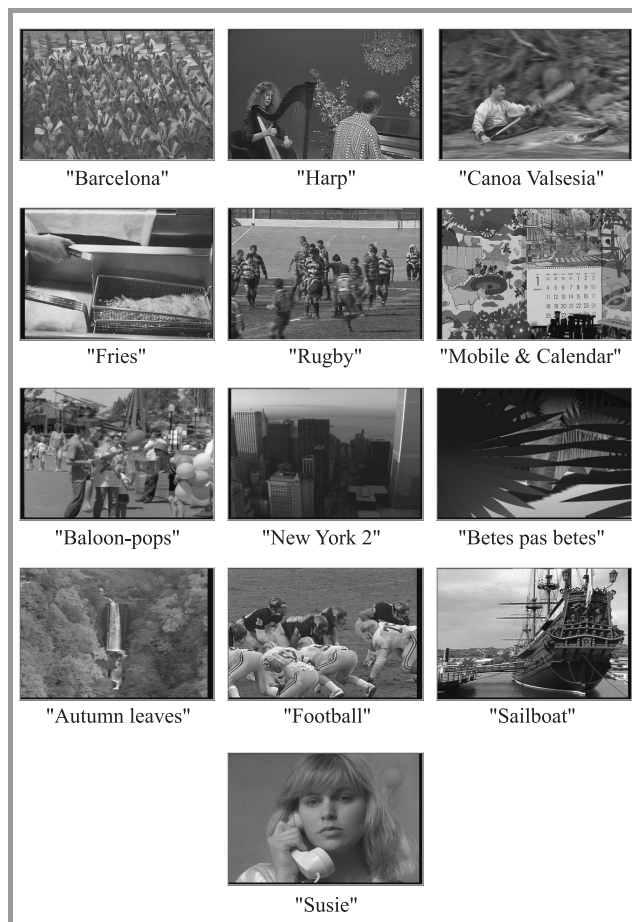 "Barcelona" "Harp" "Canoa Valsesia"
"Fries" "Rugby" "Mobile & Calendar"
"Baloon-pops" "New York 2" "Betes pas betes"
"Autumn leaves" "Football" "Sailboat"
"Susie"